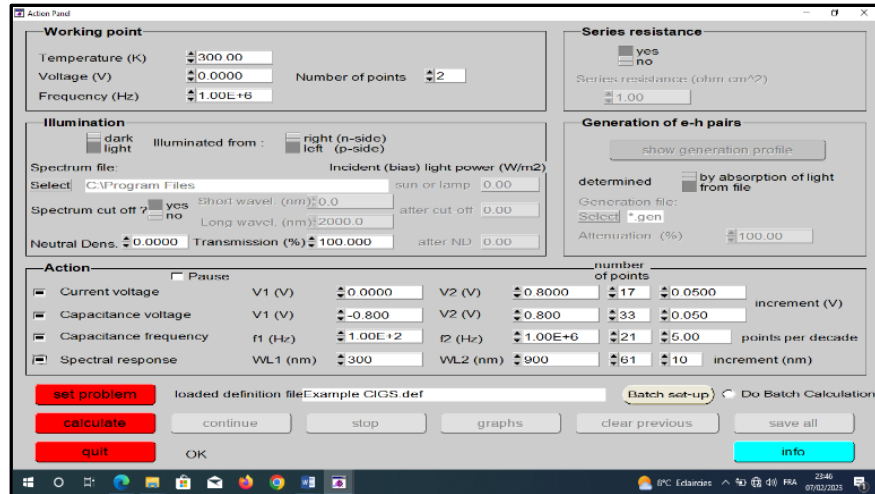 Action Panel
Working point
Temperature (K) 300.00
Voltage (V) 0.0000 Number of points 2
Frequency (Hz) 1.00E+6
Series resistance
yes
no
Series resistance (ohm cm^2)
1.00
Illumination
dark
light
Illuminated from :
right (n-side)
left (p-side)
Spectrum file: Incident (bias) light power (W/m2)
Select C:\Program Files sun or lamp 0.00
Spectrum cut off ? yes
no
Short wavel. (nm) 0.0
Long wavel. (nm) 2000.0
after cut off 0.00
Neutral Dens. 0.0000 Transmission (%) 100.000 after ND 0.00
Generation of e-h pairs
show generation profile
determined
by absorption of light
from file
Generation file:
Select *.gen
Attenuation (%) 100.00
Action
Pause
number
of points
Current voltage V1 (V) 0.0000 V2 (V) 0.8000 17 0.0500
increment (V)
Capacitance voltage V1 (V) -0.800 V2 (V) 0.800 33 0.050
Capacitance frequency f1 (Hz) 1.00E+2 f2 (Hz) 1.00E+6 21 5.00 points per decade
Spectral response WL1 (nm) 300 WL2 (nm) 900 61 10 increment (nm)
set problem loaded definition file Example CIGS.def Batch set-up Do Batch Calculation
calculate continue stop graphs clear previous save all
quit OK info
8°C Eclaircies FRA 23:46
07/02/2023